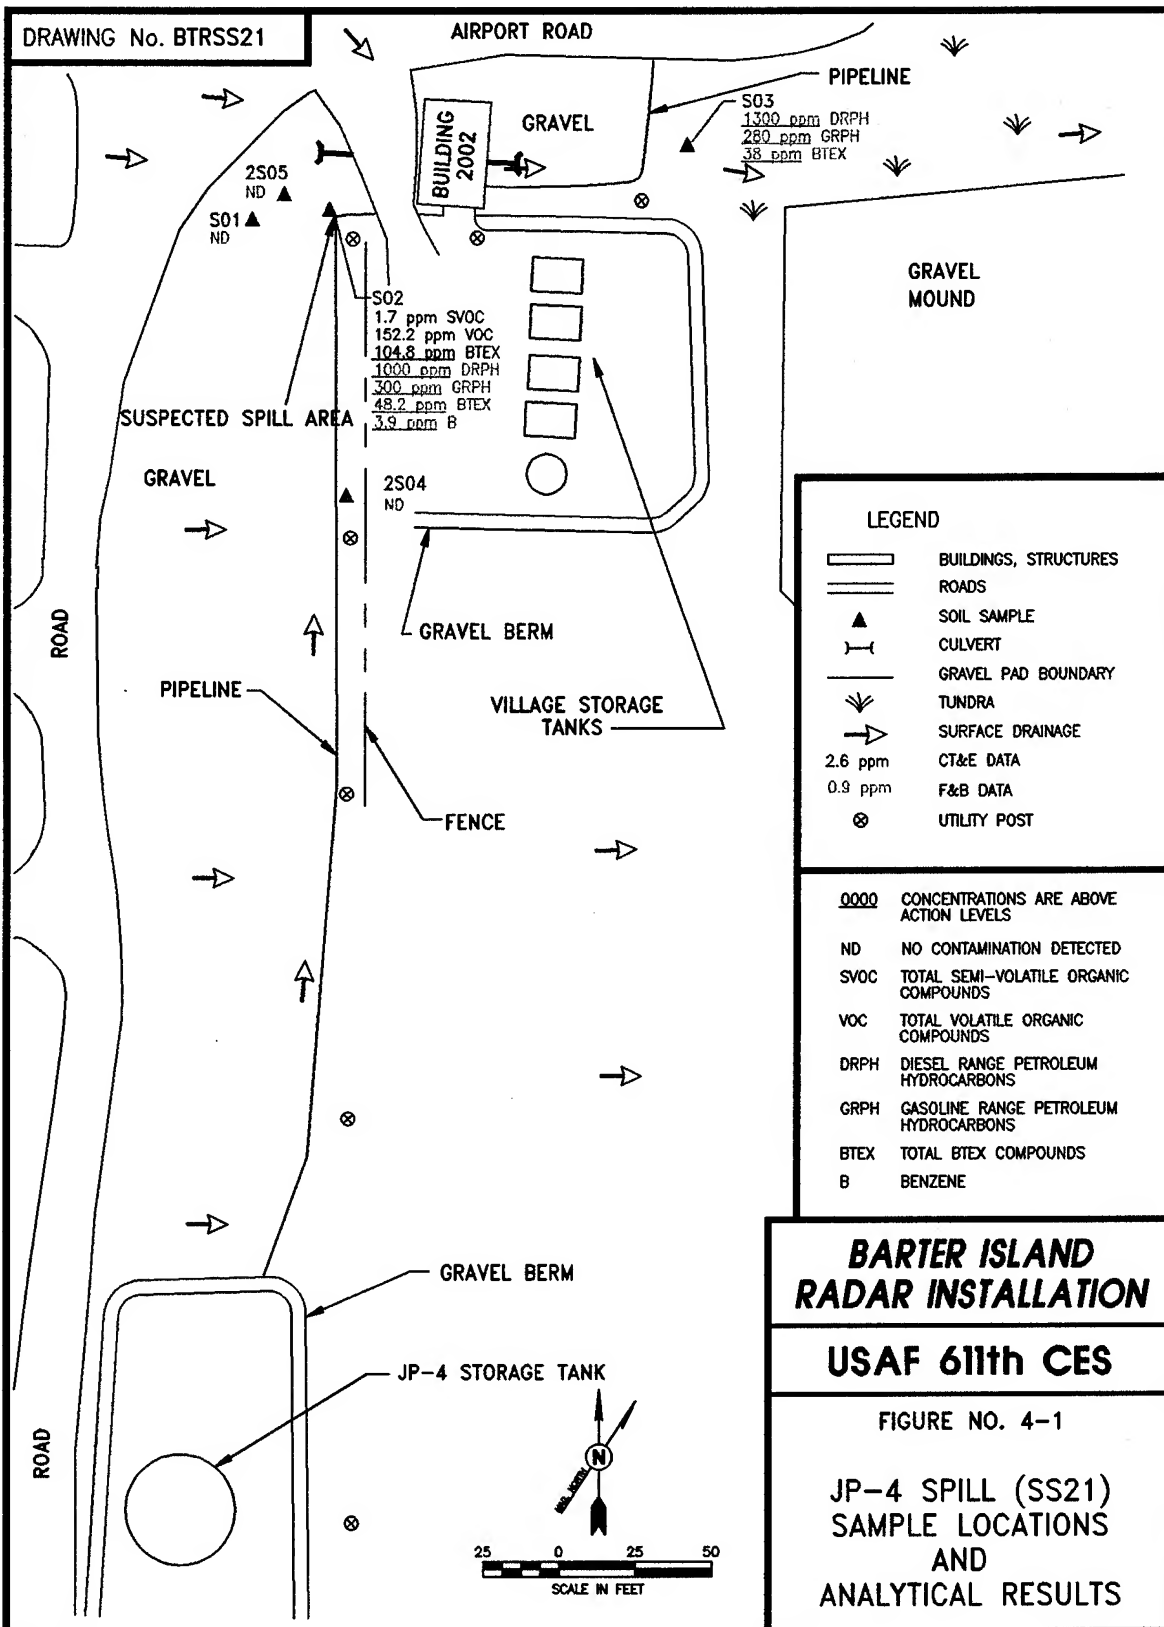 DRAWING No. BTRSS21
AIRPORT ROAD
PIPELINE
GRAVEL
BUILDING
2002
S03
1300 ppm DRPH
280 ppm GRPH
38 ppm BTEX
2S05
ND
S01
ND
GRAVEL
MOUND
S02
1.7 ppm SVOC
152.2 ppm VOC
104.8 ppm BTEX
1000 ppm DRPH
300 ppm GRPH
48.2 ppm BTEX
3.9 ppm B
SUSPECTED SPILL AREA
GRAVEL
2S04
ND
ROAD
GRAVEL BERM
PIPELINE
VILLAGE STORAGE
TANKS
FENCE
LEGEND
BUILDINGS, STRUCTURES
ROADS
SOIL SAMPLE
CULVERT
GRAVEL PAD BOUNDARY
TUNDRA
SURFACE DRAINAGE
2.6 ppm CT&E DATA
0.9 ppm F&B DATA
UTILITY POST
0000 CONCENTRATIONS ARE ABOVE
ACTION LEVELS
ND NO CONTAMINATION DETECTED
SVOC TOTAL SEMI-VOLATILE ORGANIC
COMPOUNDS
VOC TOTAL VOLATILE ORGANIC
COMPOUNDS
DRPH DIESEL RANGE PETROLEUM
HYDROCARBONS
GRPH GASOLINE RANGE PETROLEUM
HYDROCARBONS
BTEX TOTAL BTEX COMPOUNDS
B BENZENE
GRAVEL BERM
JP-4 STORAGE TANK
ROAD
N
MAG. NORTH
25 0 25 50
SCALE IN FEET
BARTER ISLAND
RADAR INSTALLATION
USAF 611th CES
FIGURE NO. 4-1
JP-4 SPILL (SS21)
SAMPLE LOCATIONS
AND
ANALYTICAL RESULTS